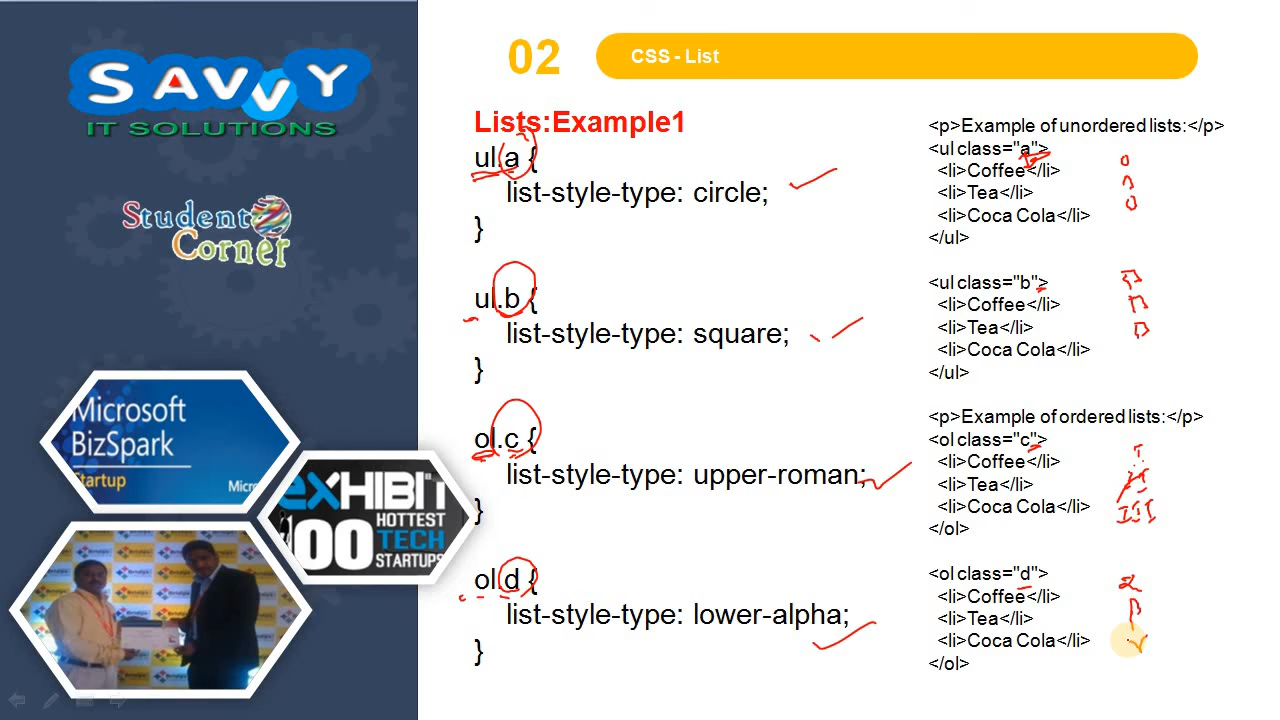 SAVVY
IT SOLUTIONS
Student
Corner
Microsoft
BizSpark
Startup
Micro
eXHIBIT
100 HOTTEST
TECH
STARTUPS
02
CSS - List
Lists:Example1
ul.a {
list-style-type: circle;
}
ul.b {
list-style-type: square;
}
ol.c {
list-style-type: upper-roman;
}
ol.d {
list-style-type: lower-alpha;
}
<p>Example of unordered lists:</p>
<ul class="a">
<li>Coffee</li>
<li>Tea</li>
<li>Coca Cola</li>
</ul>
<ul class="b">
<li>Coffee</li>
<li>Tea</li>
<li>Coca Cola</li>
</ul>
<p>Example of ordered lists:</p>
<ol class="c">
<li>Coffee</li>
<li>Tea</li>
<li>Coca Cola</li>
</ol>
<ol class="d">
<li>Coffee</li>
<li>Tea</li>
<li>Coca Cola</li>
</ol>